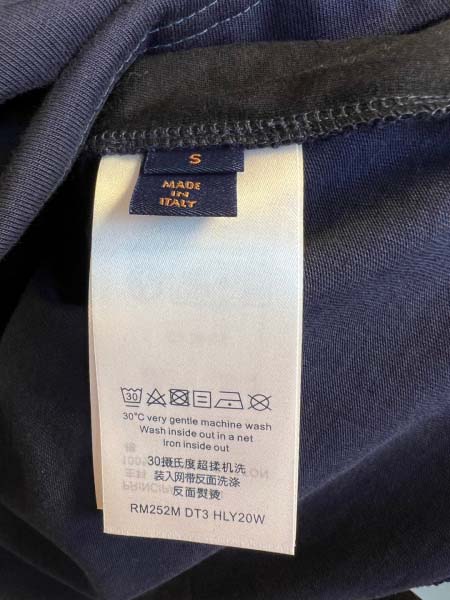 S
MADE
IN
ITALY
30
30°C very gentle machine wash
Wash inside out in a net
Iron inside out
30摄氏度超柔机洗
装入网带反面洗涤
反面熨烫
RM252M DT3 HLY20W